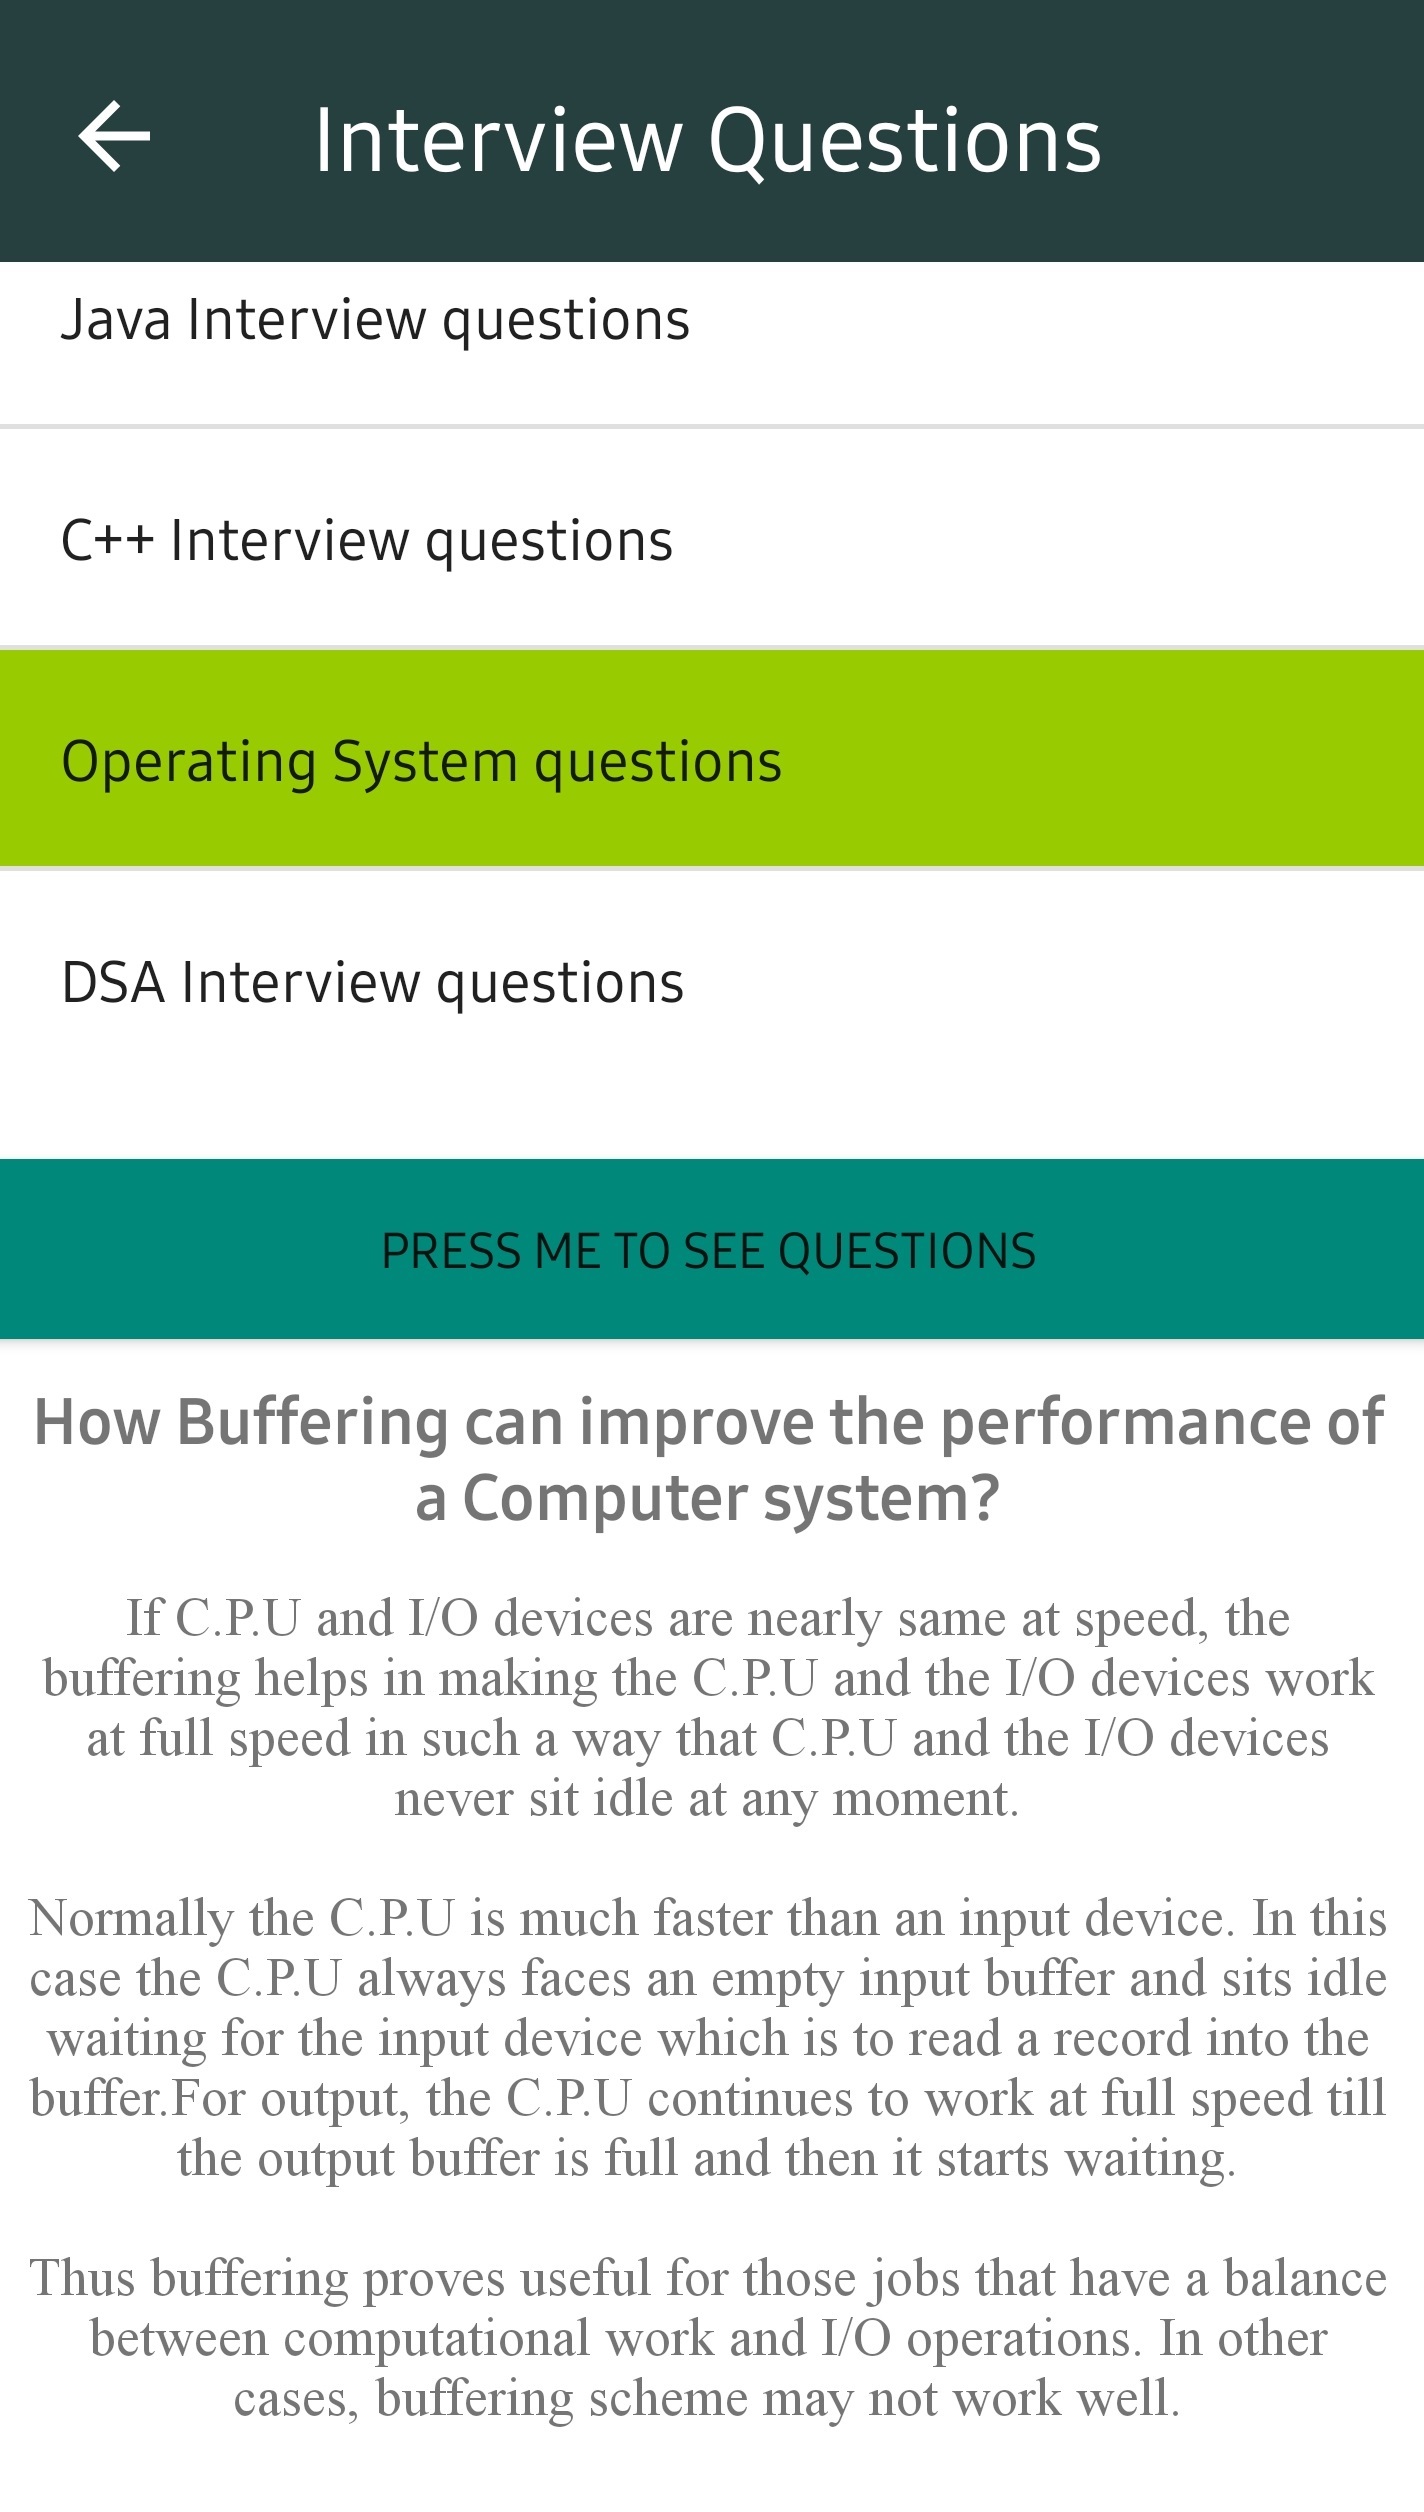 Interview Questions
Java Interview questions
C++ Interview questions
Operating System questions
DSA Interview questions
PRESS ME TO SEE QUESTIONS
How Buffering can improve the performance of
a Computer system?
If C.P.U and I/O devices are nearly same at speed, the
buffering helps in making the C.P.U and the I/O devices work
at full speed in such a way that C.P.U and the I/O devices
never sit idle at any moment.
Normally the C.P.U is much faster than an input device. In this
case the C.P.U always faces an empty input buffer and sits idle
waiting for the input device which is to read a record into the
buffer.For output, the C.P.U continues to work at full speed till
the output buffer is full and then it starts waiting.
Thus buffering proves useful for those jobs that have a balance
between computational work and I/O operations. In other
cases, buffering scheme may not work well.